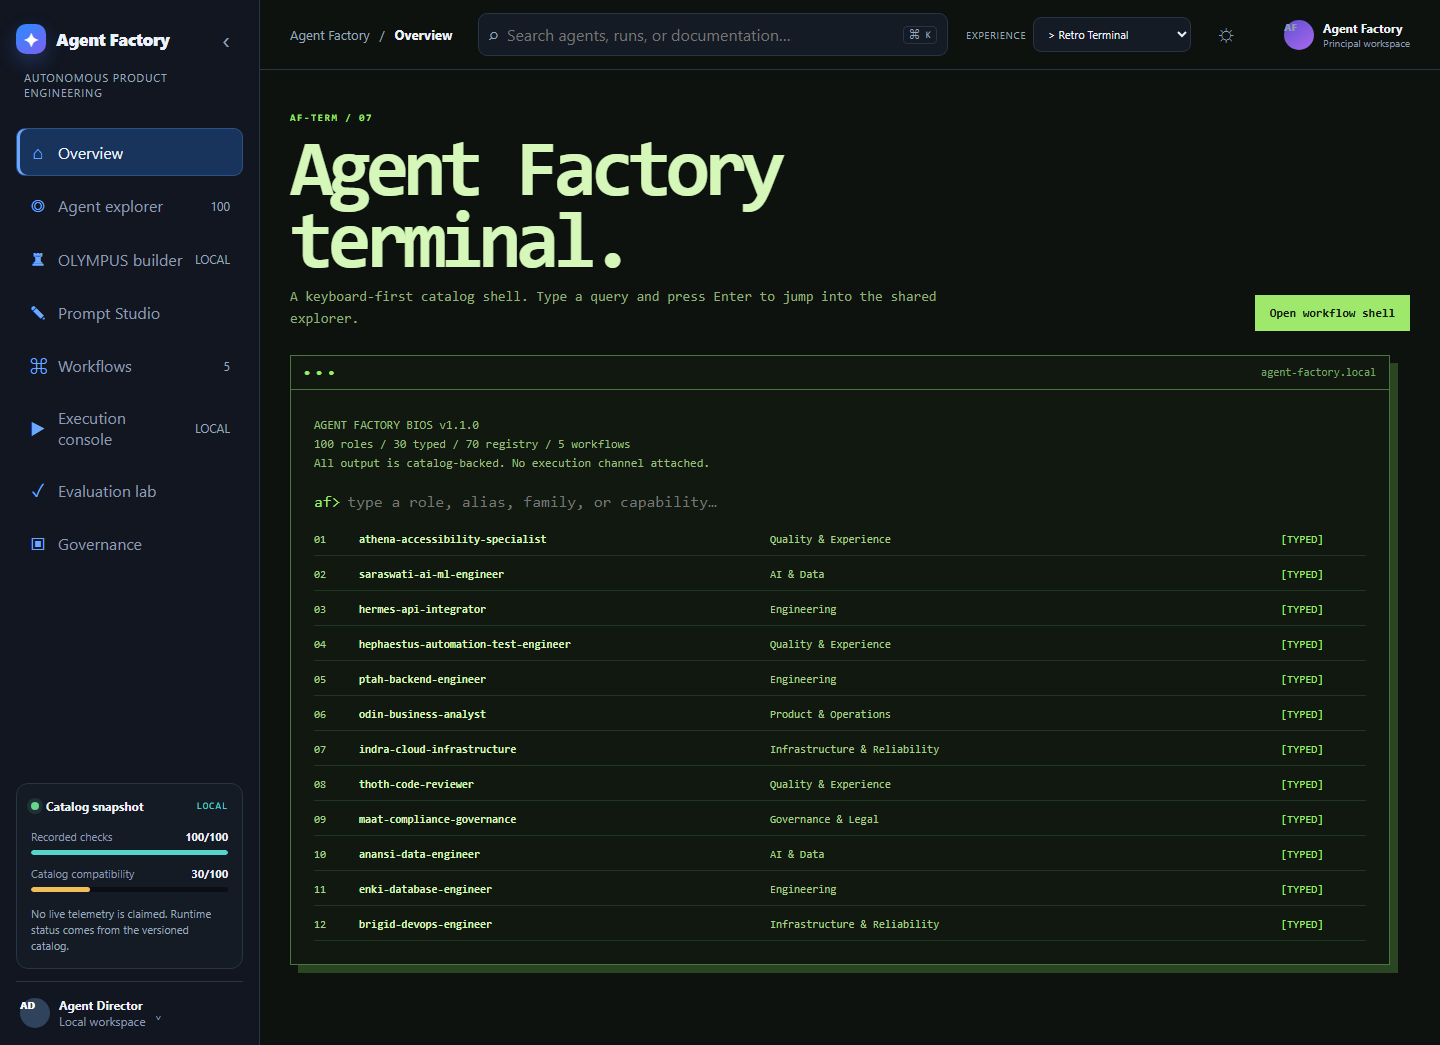 Agent Factory
AUTONOMOUS PRODUCT
ENGINEERING
Overview
Agent explorer 100
OLYMPUS builder LOCAL
Prompt Studio
Workflows 5
Execution
console LOCAL
Evaluation lab
Governance
Catalog snapshot LOCAL
Recorded checks 100/100
Catalog compatibility 30/100
No live telemetry is claimed. Runtime
status comes from the versioned
catalog.
AD Agent Director
Local workspace
Agent Factory / Overview
Search agents, runs, or documentation... ⌘ K
EXPERIENCE > Retro Terminal
AF Agent Factory
Principal workspace
AF-TERM / 07
Agent Factory
terminal.
A keyboard-first catalog shell. Type a query and press Enter to jump into the shared
explorer.
Open workflow shell
agent-factory.local
AGENT FACTORY BIOS v1.1.0
100 roles / 30 typed / 70 registry / 5 workflows
All output is catalog-backed. No execution channel attached.
af> type a role, alias, family, or capability…
01 athena-accessibility-specialist Quality & Experience [TYPED]
02 saraswati-ai-ml-engineer AI & Data [TYPED]
03 hermes-api-integrator Engineering [TYPED]
04 hephaestus-automation-test-engineer Quality & Experience [TYPED]
05 ptah-backend-engineer Engineering [TYPED]
06 odin-business-analyst Product & Operations [TYPED]
07 indra-cloud-infrastructure Infrastructure & Reliability [TYPED]
08 thoth-code-reviewer Quality & Experience [TYPED]
09 maat-compliance-governance Governance & Legal [TYPED]
10 anansi-data-engineer AI & Data [TYPED]
11 enki-database-engineer Engineering [TYPED]
12 brigid-devops-engineer Infrastructure & Reliability [TYPED]